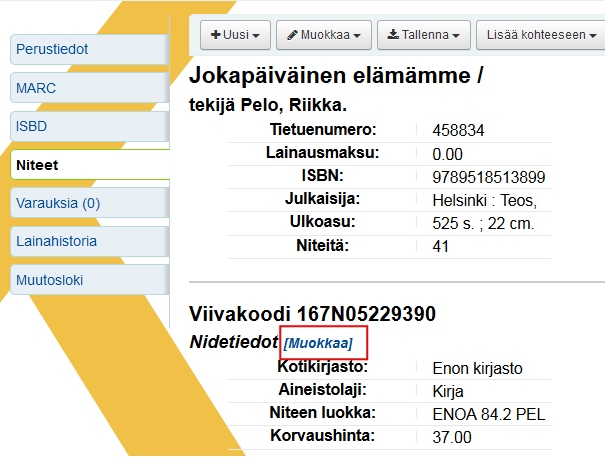 Uusi Muokkaa Tallenna Lisää kohteeseen
Perustiedot
MARC
ISBD
Niteet
Varauksia (0)
Lainahistoria
Muutosloki
Jokapäiväinen elämämme /
tekijä Pelo, Riikka.
Tietuenumero: 458834
Lainausmaksu: 0.00
ISBN: 9789518513899
Julkaisija: Helsinki : Teos,
Ulkoasu: 525 s. ; 22 cm.
Niteitä: 41
Viivakoodi 167N05229390
Nidetiedot [Muokkaa]
Kotikirjasto: Enon kirjasto
Aineistolaji: Kirja
Niteen luokka: ENOA 84.2 PEL
Korvaushinta: 37.00